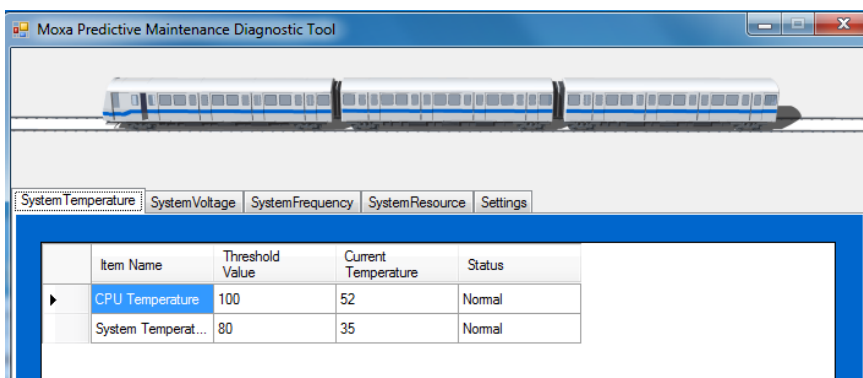 Moxa Predictive Maintenance Diagnostic Tool
SystemTemperature SystemVoltage SystemFrequency SystemResource Settings
Item Name Threshold Value Current Temperature Status
CPU Temperature 100 52 Normal
System Temperat... 80 35 Normal